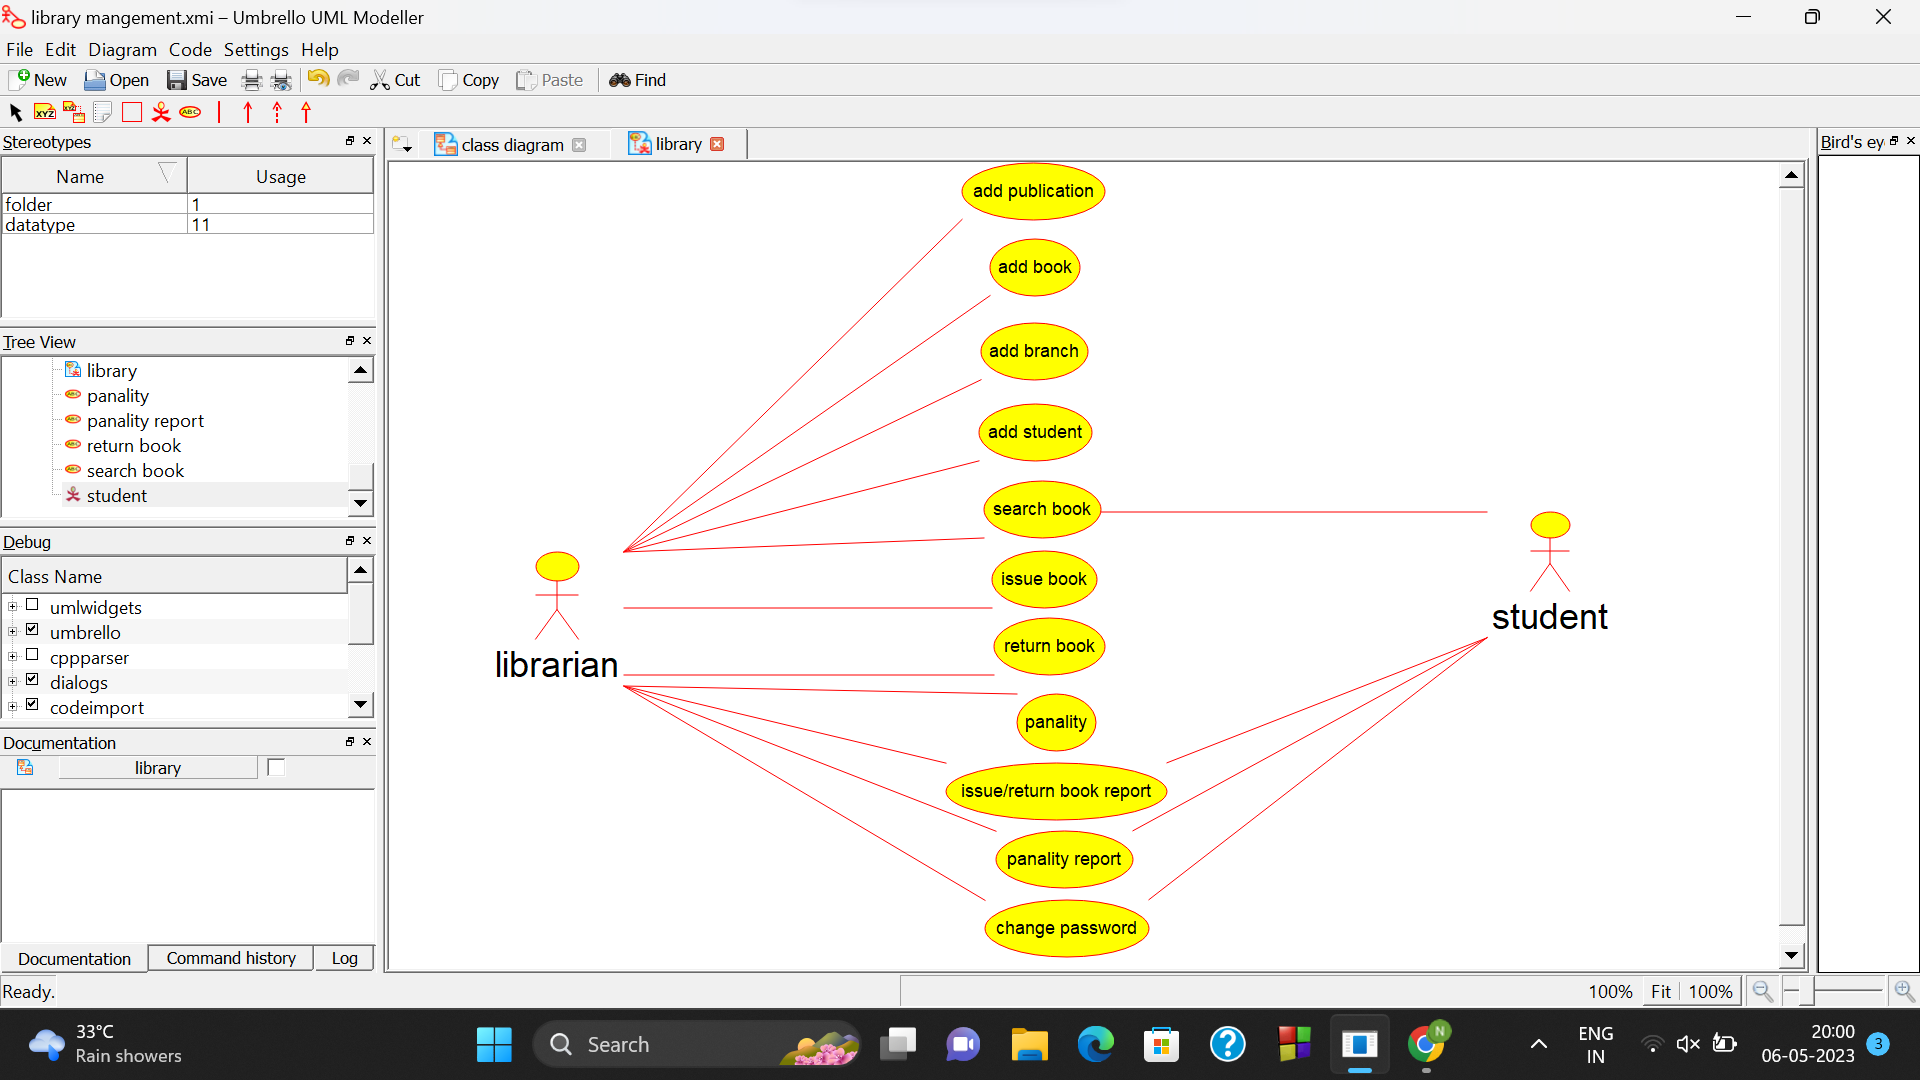 library mangement.xmi – Umbrello UML Modeller
File Edit Diagram Code Settings Help
New Open Save Cut Copy Paste Find
XYZ XYZ ABC
Stereotypes
Name Usage
folder 1
datatype 11
Tree View
library
panality
panality report
return book
search book
student
Debug
Class Name
umlwidgets
umbrello
cppparser
dialogs
codeimport
Documentation
library
Documentation Command history Log
class diagram library
add publication
add book
add branch
add student
search book
issue book
return book
panality
issue/return book report
panality report
change password
librarian
student
Bird's ey
Ready.
100% Fit 100%
33°C
Rain showers
Search
N
ENG
IN
20:00
06-05-2023
3